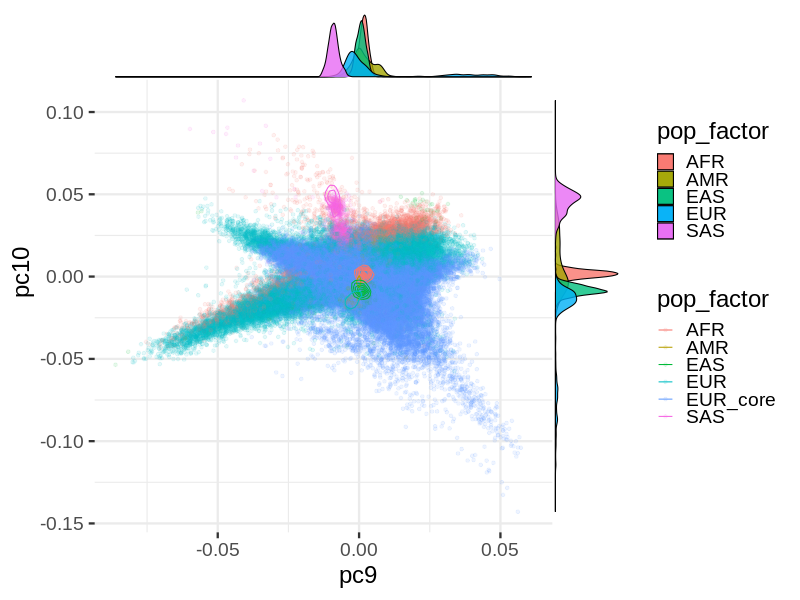 pop_factor
AFR
AMR
EAS
EUR
SAS
pop_factor
AFR
AMR
EAS
EUR
EUR_core
SAS
0.10
0.05
0.00
-0.05
-0.10
-0.15
pc10
-0.05
0.00
0.05
pc9